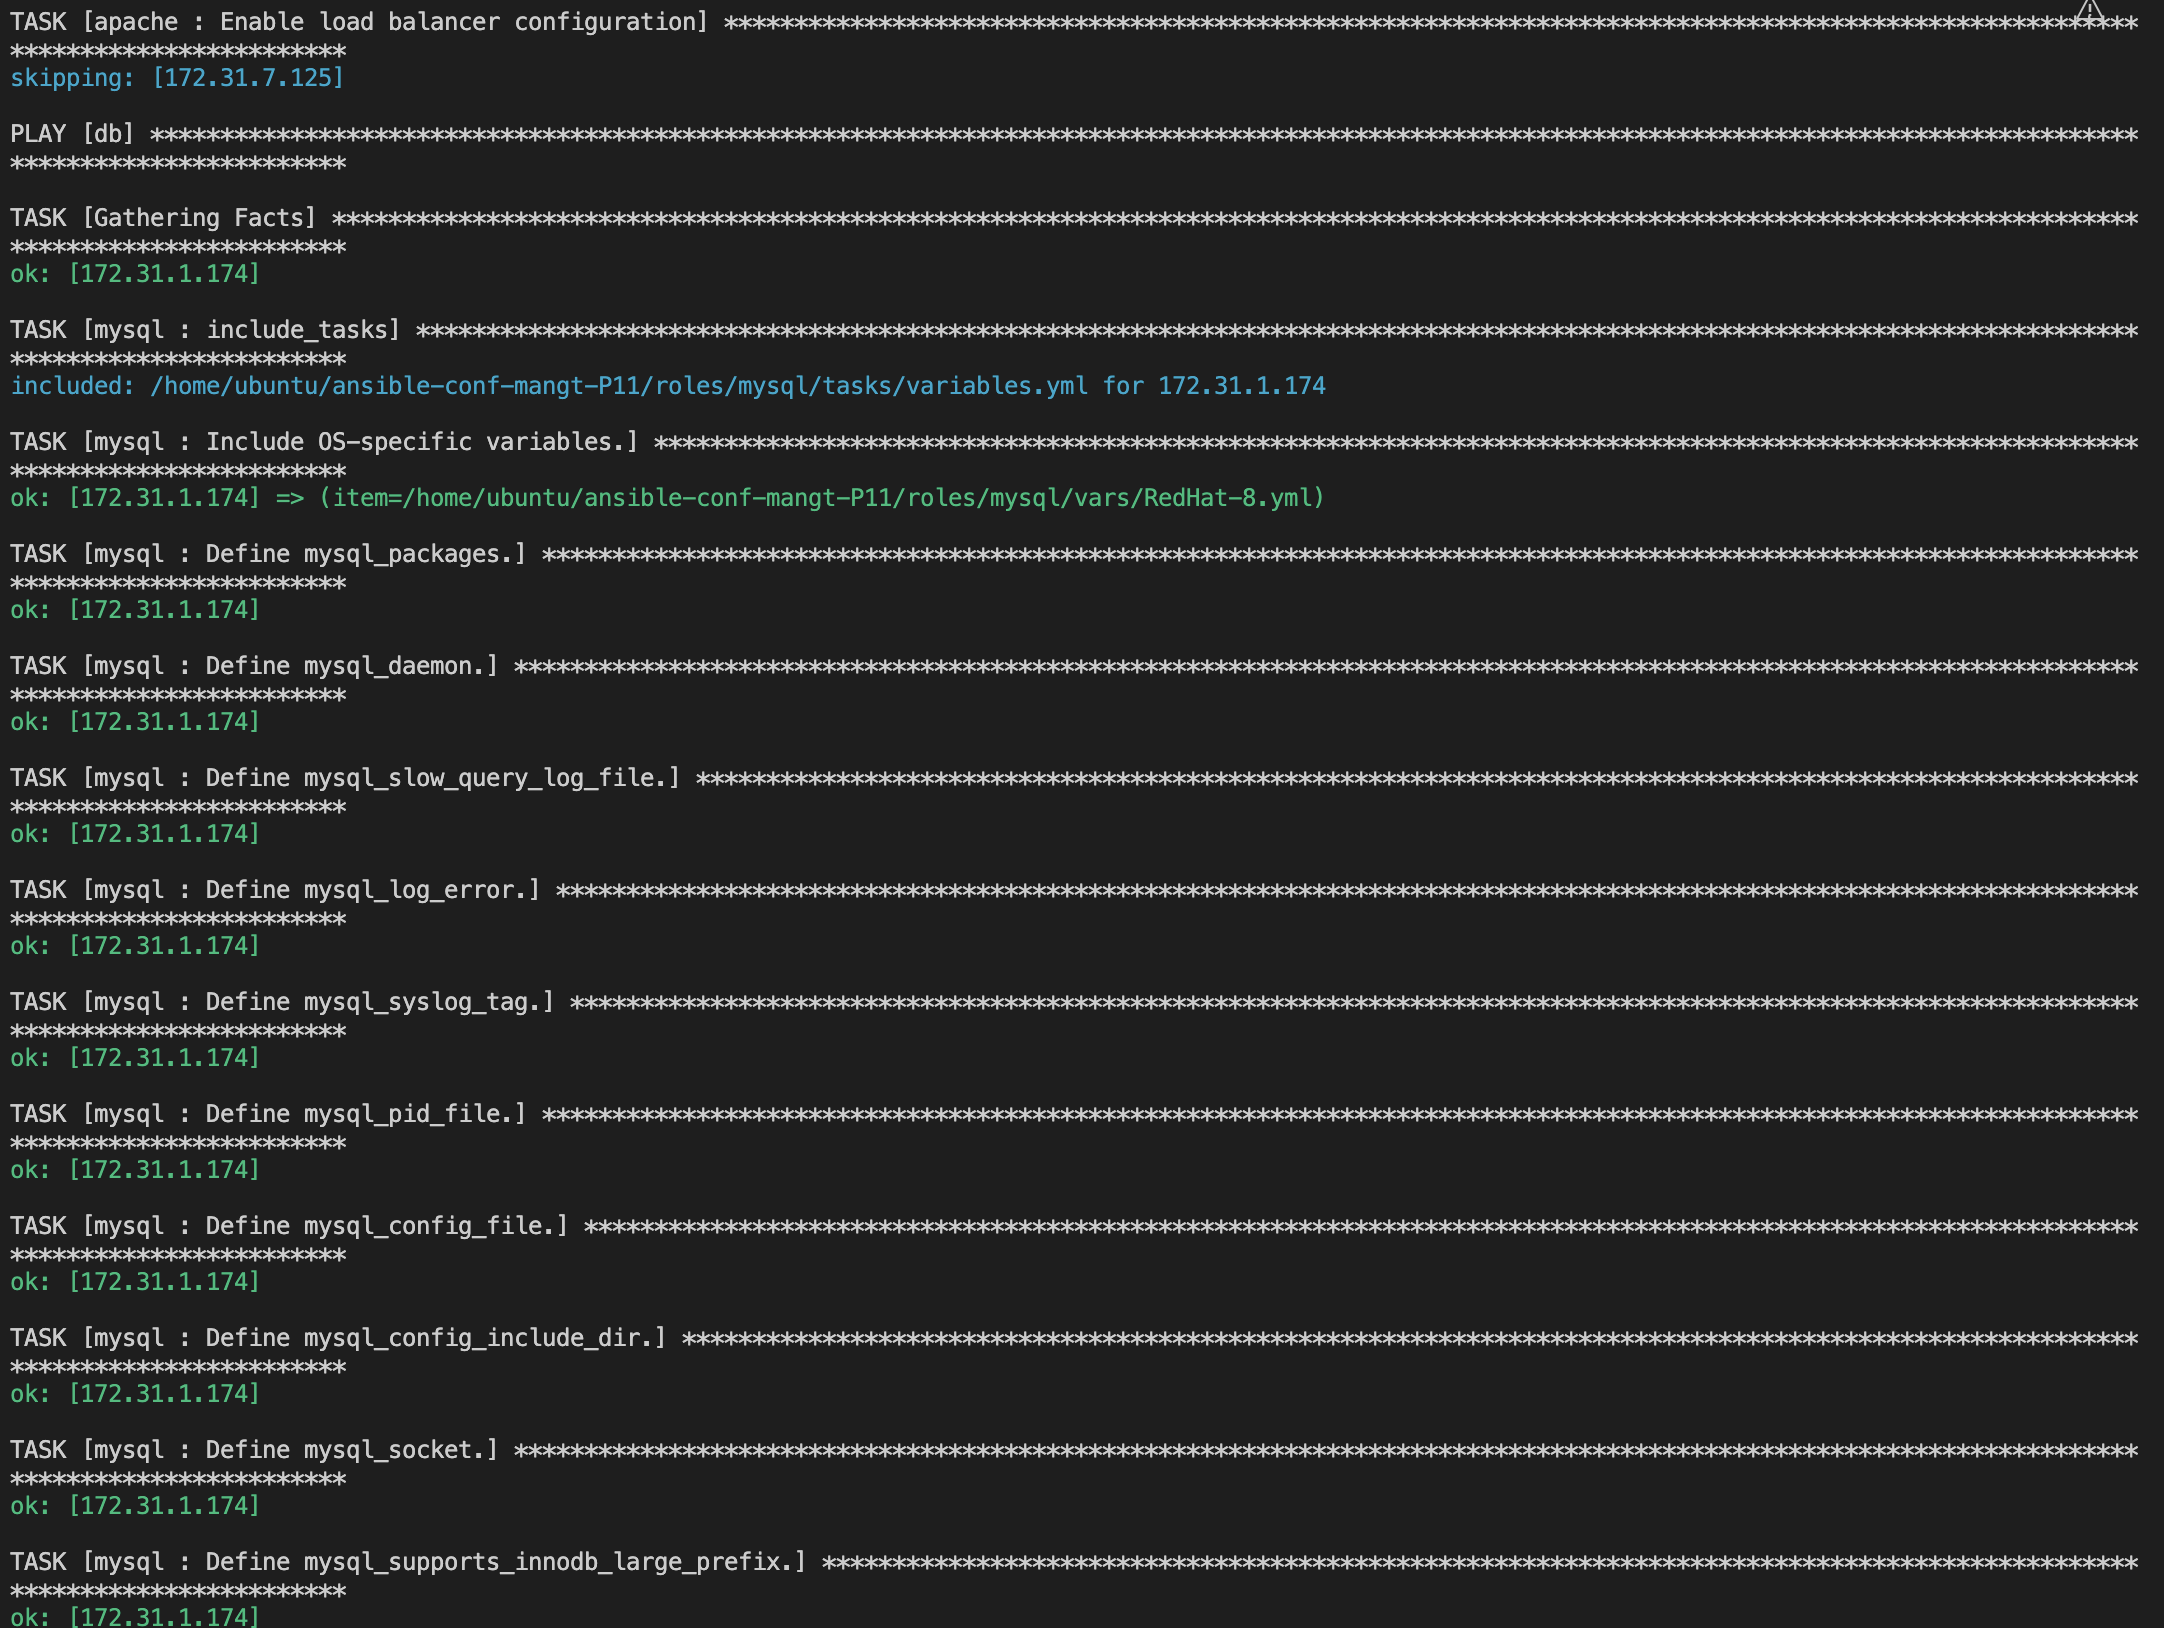 TASK [apache : Enable load balancer configuration] *****************************************************************************************************
************************
skipping: [172.31.7.125]
PLAY [db] **********************************************************************************************************************************************
************************
TASK [Gathering Facts] *********************************************************************************************************************************
************************
ok: [172.31.1.174]
TASK [mysql : include_tasks] ***************************************************************************************************************************
************************
included: /home/ubuntu/ansible-conf-mangt-P11/roles/mysql/tasks/variables.yml for 172.31.1.174
TASK [mysql : Include OS-specific variables.] **********************************************************************************************************
************************
ok: [172.31.1.174] => (item=/home/ubuntu/ansible-conf-mangt-P11/roles/mysql/vars/RedHat-8.yml)
TASK [mysql : Define mysql_packages.] ******************************************************************************************************************
************************
ok: [172.31.1.174]
TASK [mysql : Define mysql_daemon.] ********************************************************************************************************************
************************
ok: [172.31.1.174]
TASK [mysql : Define mysql_slow_query_log_file.] *******************************************************************************************************
************************
ok: [172.31.1.174]
TASK [mysql : Define mysql_log_error.] *****************************************************************************************************************
************************
ok: [172.31.1.174]
TASK [mysql : Define mysql_syslog_tag.] ****************************************************************************************************************
************************
ok: [172.31.1.174]
TASK [mysql : Define mysql_pid_file.] ******************************************************************************************************************
************************
ok: [172.31.1.174]
TASK [mysql : Define mysql_config_file.] ***************************************************************************************************************
************************
ok: [172.31.1.174]
TASK [mysql : Define mysql_config_include_dir.] ********************************************************************************************************
************************
ok: [172.31.1.174]
TASK [mysql : Define mysql_socket.] ********************************************************************************************************************
************************
ok: [172.31.1.174]
TASK [mysql : Define mysql_supports_innodb_large_prefix.] **********************************************************************************************
************************
ok: [172.31.1.174]